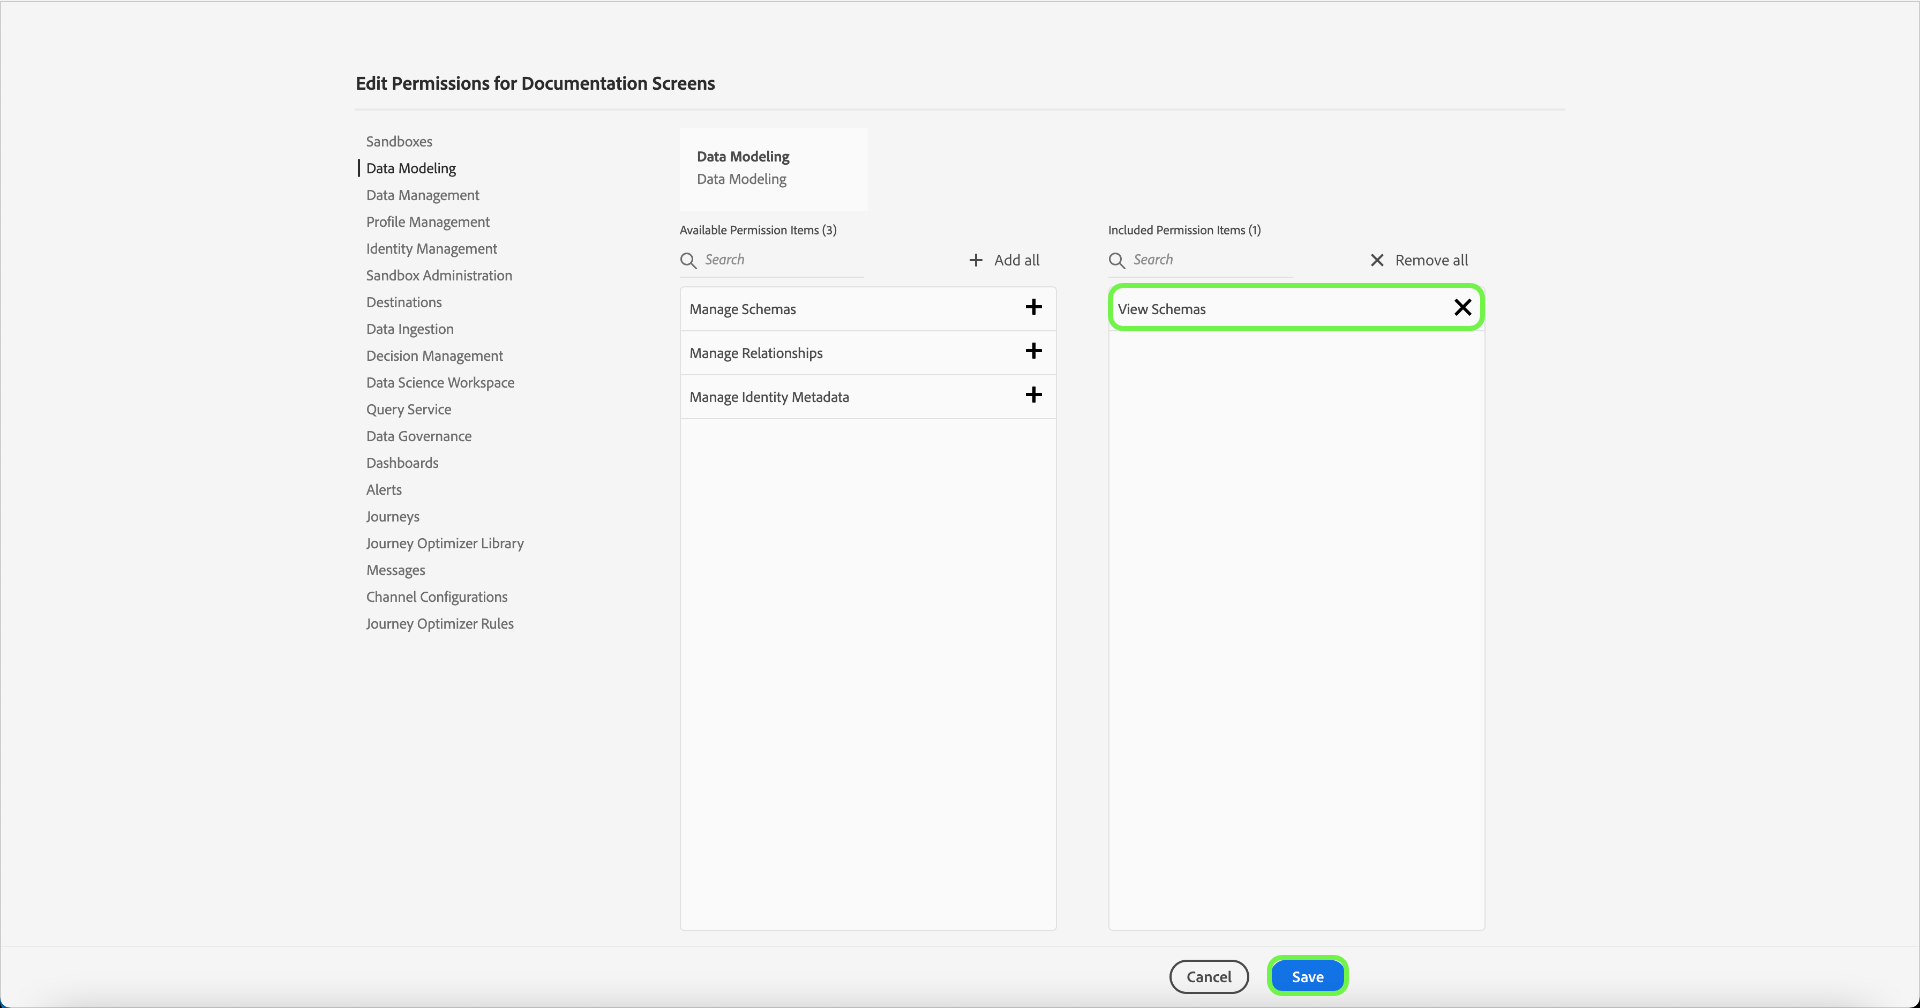 Edit Permissions for Documentation Screens
Sandboxes
Data Modeling
Data Management
Profile Management
Identity Management
Sandbox Administration
Destinations
Data Ingestion
Decision Management
Data Science Workspace
Query Service
Data Governance
Dashboards
Alerts
Journeys
Journey Optimizer Library
Messages
Channel Configurations
Journey Optimizer Rules
Data Modeling
Data Modeling
Available Permission Items (3)
Search
Add all
Manage Schemas
Manage Relationships
Manage Identity Metadata
Included Permission Items (1)
Search
Remove all
View Schemas
Cancel
Save